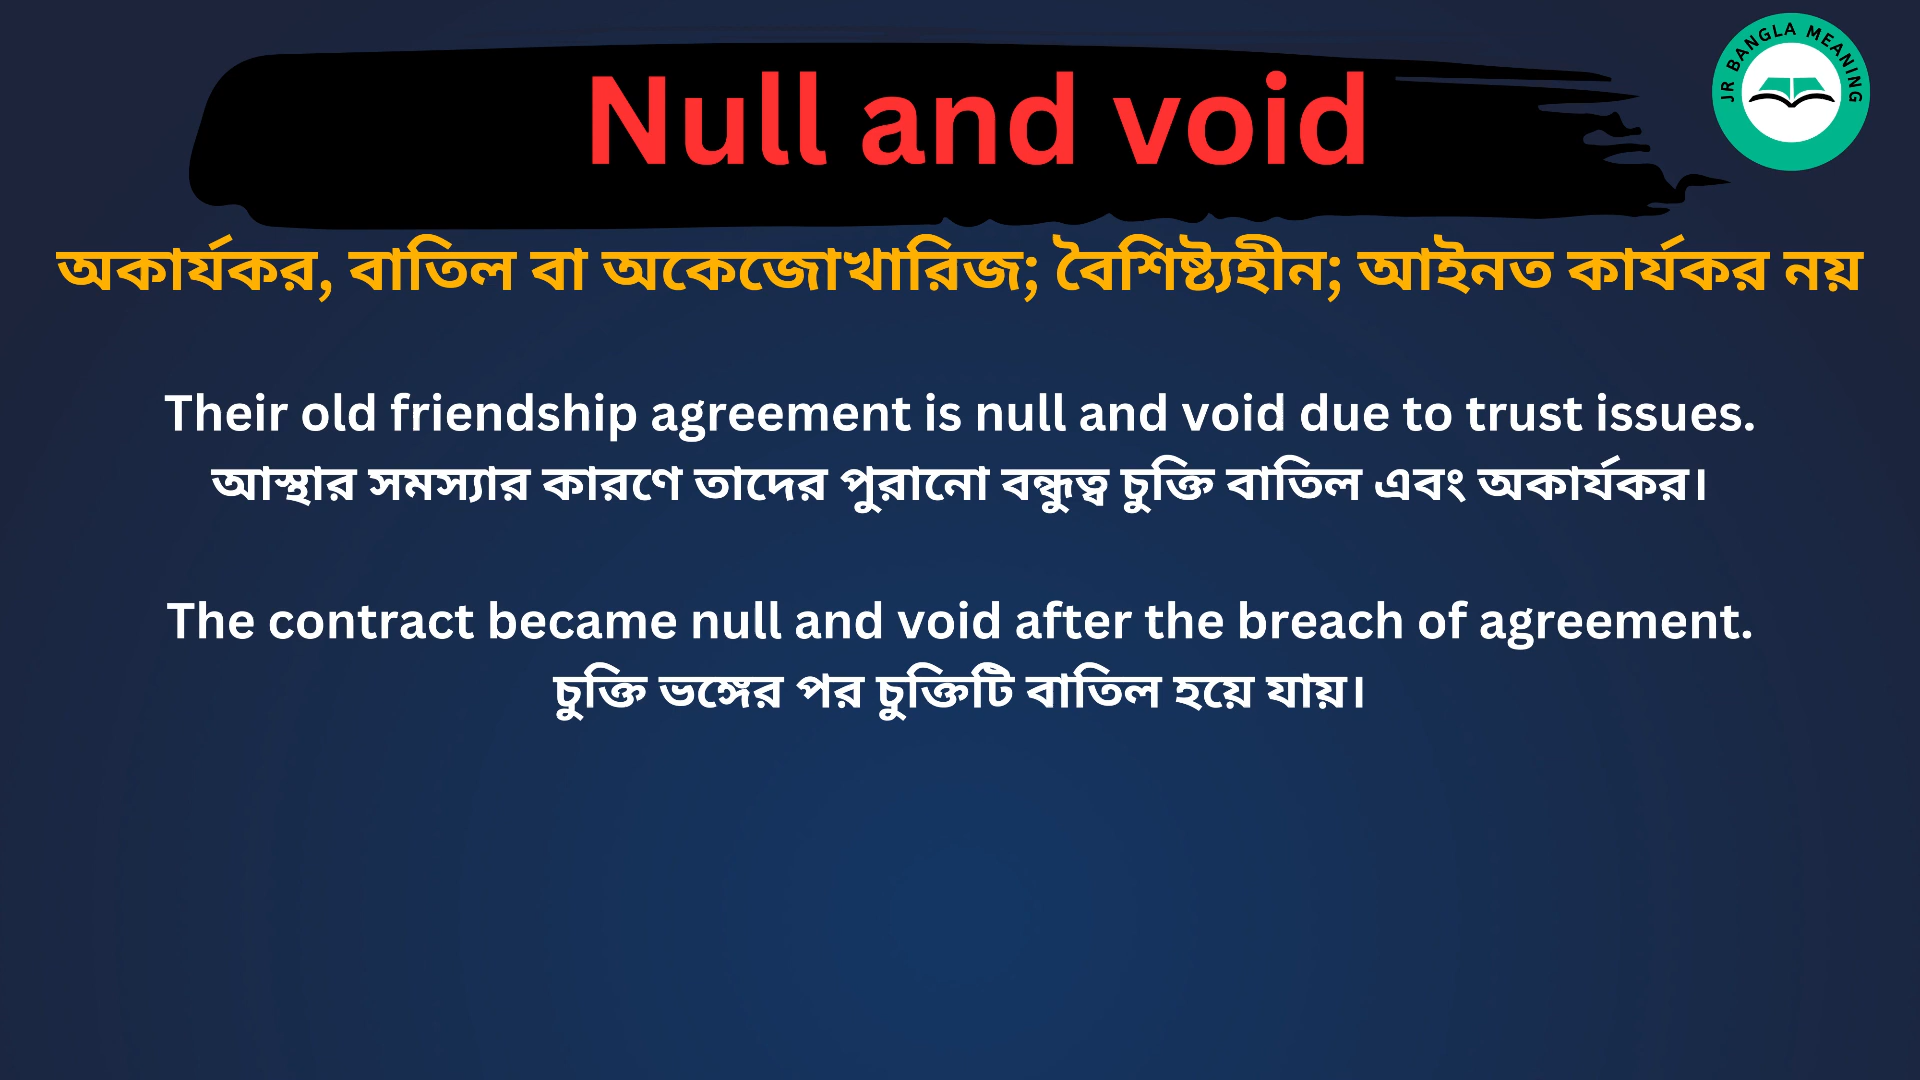 JR BANGLA MEANING
Null and void
অকার্যকর, বাতিল বা অকেজোখারিজ; বৈশিষ্ট্যহীন; আইনত কার্যকর নয়
Their old friendship agreement is null and void due to trust issues.
আস্থার সমস্যার কারণে তাদের পুরানো বন্ধুত্ব চুক্তি বাতিল এবং অকার্যকর।
The contract became null and void after the breach of agreement.
চুক্তি ভঙ্গের পর চুক্তিটি বাতিল হয়ে যায়।